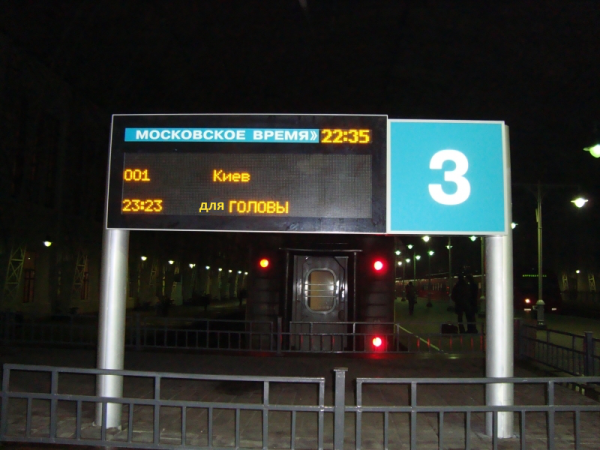 МОСКОВСКОЕ ВРЕМЯ» 22:35
3
001 Киев
23:23 для ГОЛОВЫ